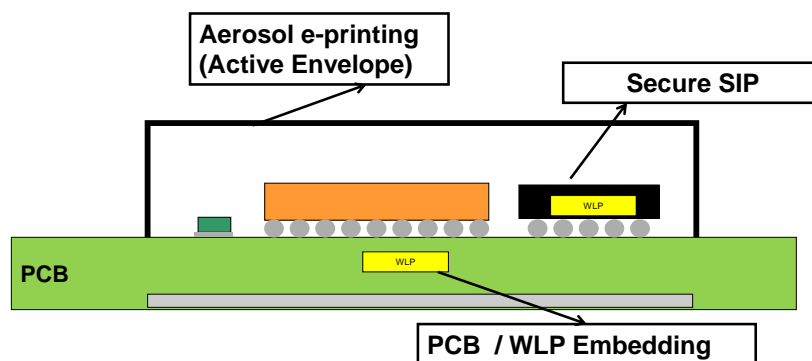 Aerosol e-printing
(Active Envelope)
Secure SIP
WLP
WLP
PCB
PCB / WLP Embedding